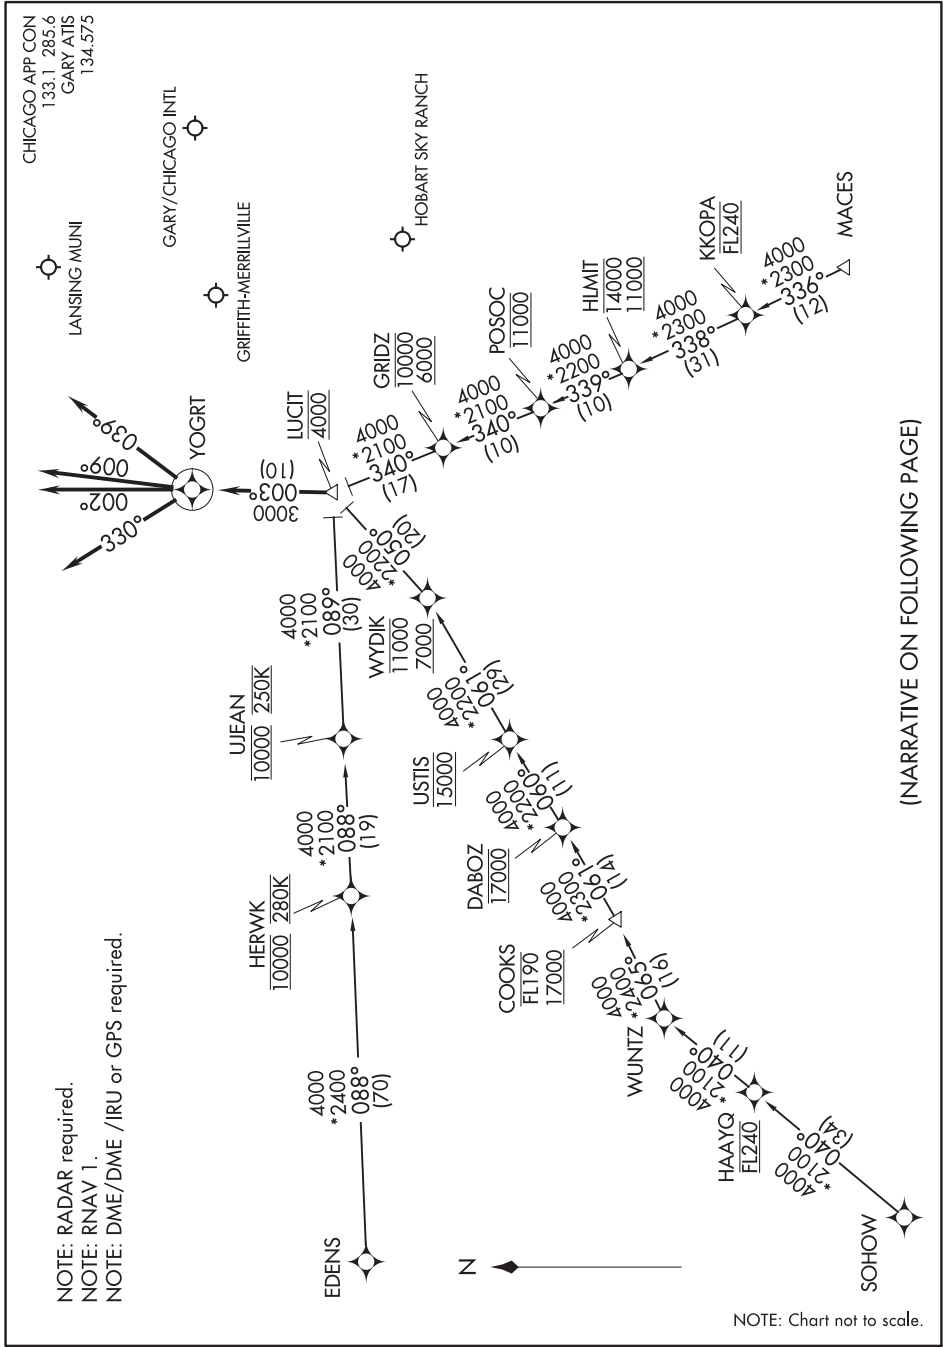 CHICAGO APP CON
133.1 285.6
GARY ATIS
134.575
NOTE: RADAR required.
NOTE: RNAV 1.
NOTE: DME/DME /IRU or GPS required.
LANSING MUNI
GARY/CHICAGO INTL
GRIFFITH-MERRILLVILLE
HOBART SKY RANCH
330°
002°
009°
039°
YOGRT
3000
003°
(10)
LUCIT
4000
EDENS
4000
*2400
088°
(70)
HERWK
10000 280K
4000
*2100
088°
(19)
UJEAN
10000 250K
4000
*2100
089°
(30)
SOHOW
4000
*2100
040°
(34)
HAAYQ
FL240
4000
*2100
040°
(11)
WUNTZ
4000
*2400
065°
(16)
COOKS
FL190
17000
4000
*2300
061°
(14)
DABOZ
17000
4000
*2200
060°
(11)
USTIS
15000
4000
*2200
061°
(29)
WYDIK
11000
7000
4000
*2200
050°
(20)
4000
*2100
340°
(17)
GRIDZ
10000
6000
4000
*2100
340°
(10)
POSOC
11000
4000
*2200
339°
(10)
HLMIT
14000
11000
4000
*2300
338°
(31)
KKOPA
FL240
4000
*2300
336°
(12)
MACES
N
(NARRATIVE ON FOLLOWING PAGE)
NOTE: Chart not to scale.